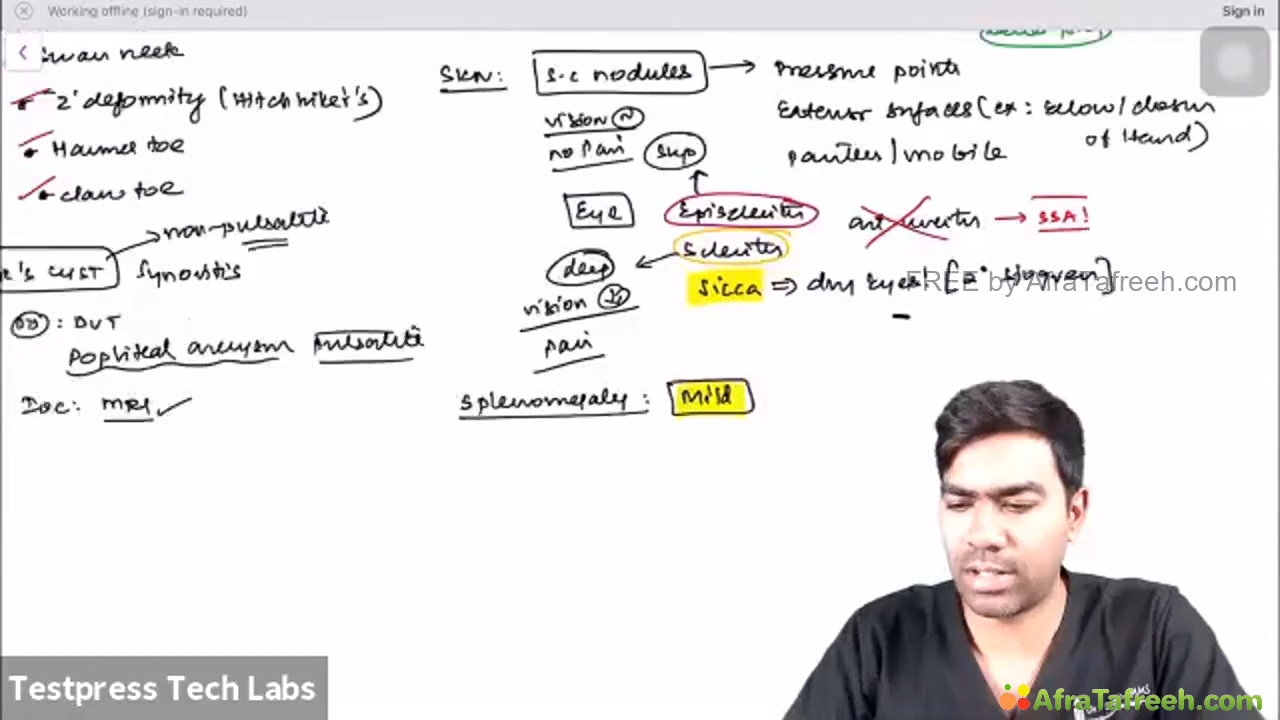 Working offline (sign-in required)
Sign in
Swan neck
Z' deformity (Hitchhiker's)
Hammer toe
claw toe
non-pulsatile
's cyst
Synovitis
DD: DVT
Popliteal aneurysm pulsatile
IOC: MRI
Skin:
s.c nodules
Pressure points
Extensor surfaces (ex: Elbow/dorsum of Hand)
Painless/mobile
vision N
no pain
Sup
Eye
Episcleritis
ant uveitis → SSA!
Scleritis
deep
vision
pain
Sicca ⇒ dry Eyes! [2° Sjogren]
FREE by AfraTafreeh.com
Splenomegaly:
Mild
Testpress Tech Labs
AfraTafreeh.com